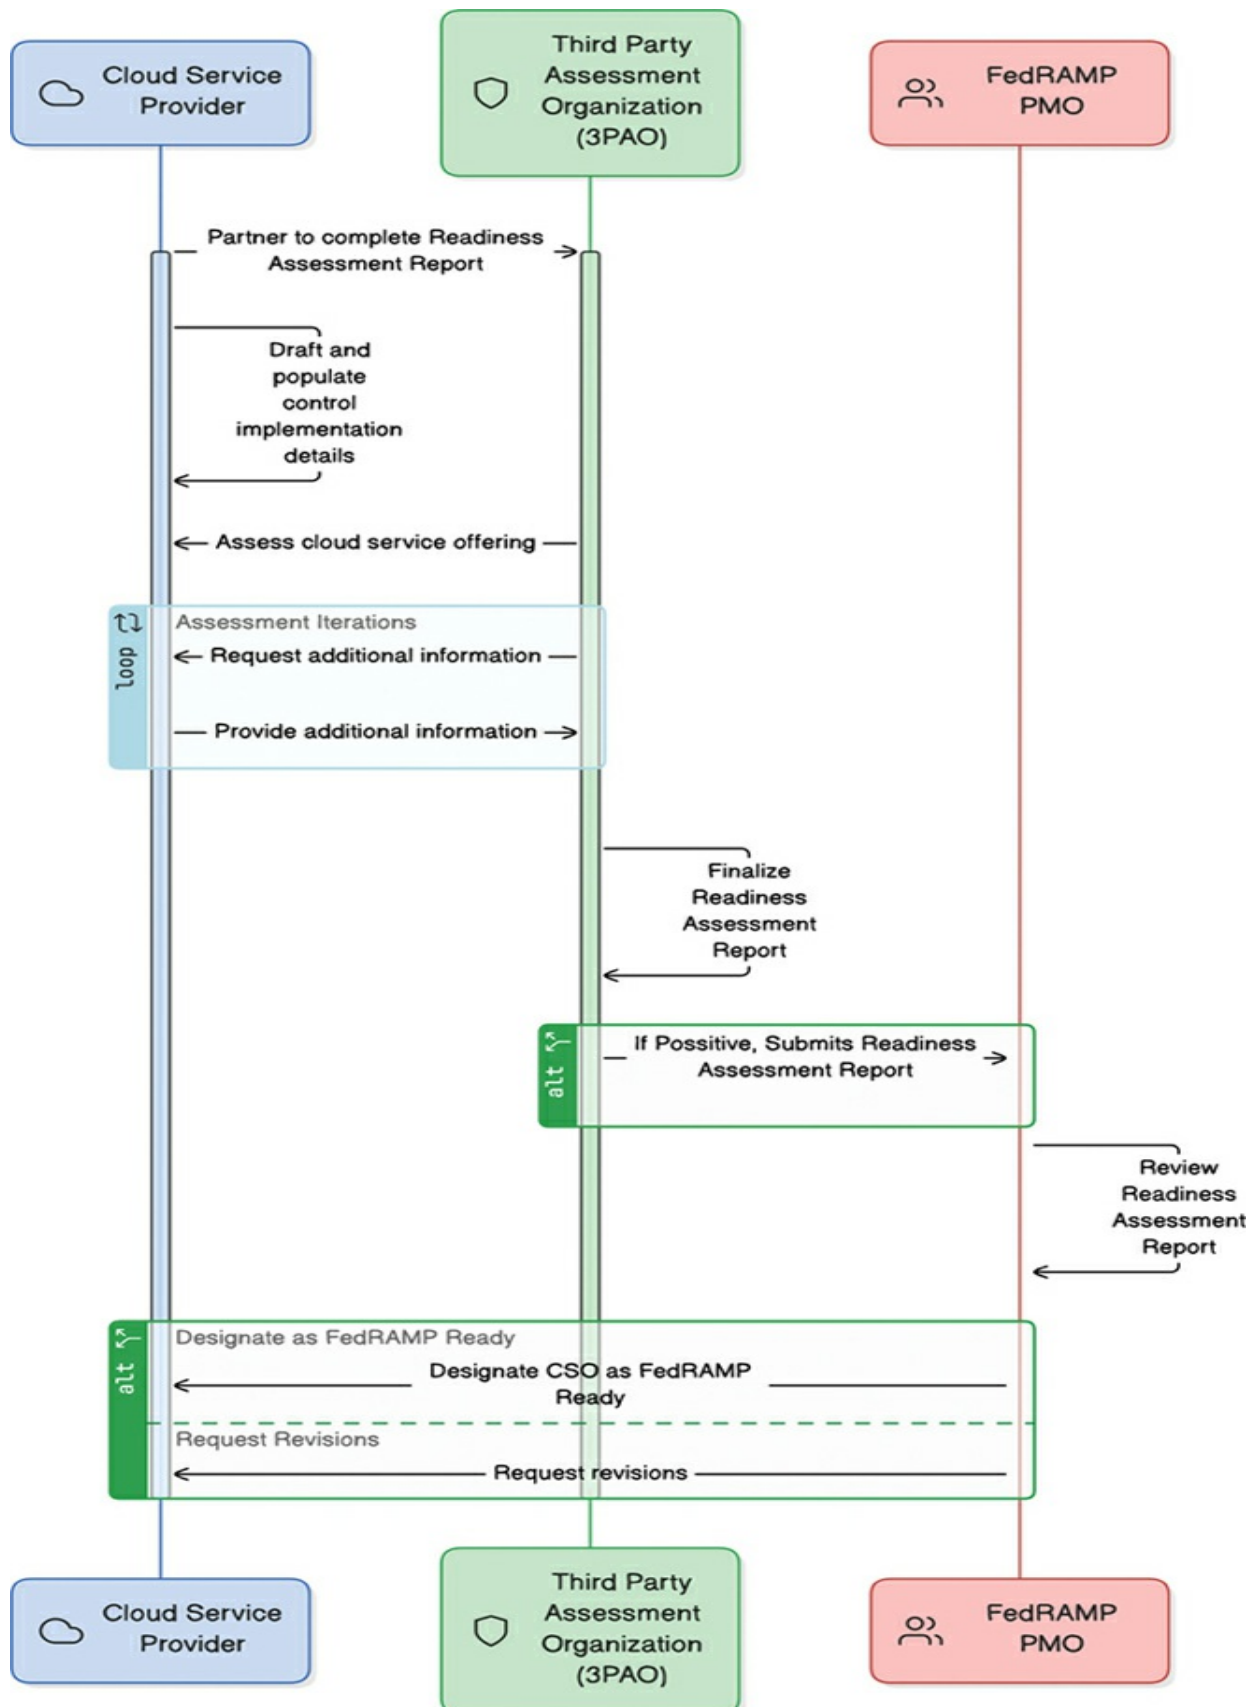 Cloud Service
Provider
Third Party
Assessment
Organization
(3PAO)
FedRAMP
PMO
Partner to complete Readiness
Assessment Report
Draft and
populate
control
implementation
details
Assess cloud service offering
loop
Assessment Iterations
Request additional information
Provide additional information
Finalize
Readiness
Assessment
Report
alt
If Possitive, Submits Readiness
Assessment Report
Review
Readiness
Assessment
Report
alt
Designate as FedRAMP Ready
Designate CSO as FedRAMP
Ready
Request Revisions
Request revisions
Cloud Service
Provider
Third Party
Assessment
Organization
(3PAO)
FedRAMP
PMO